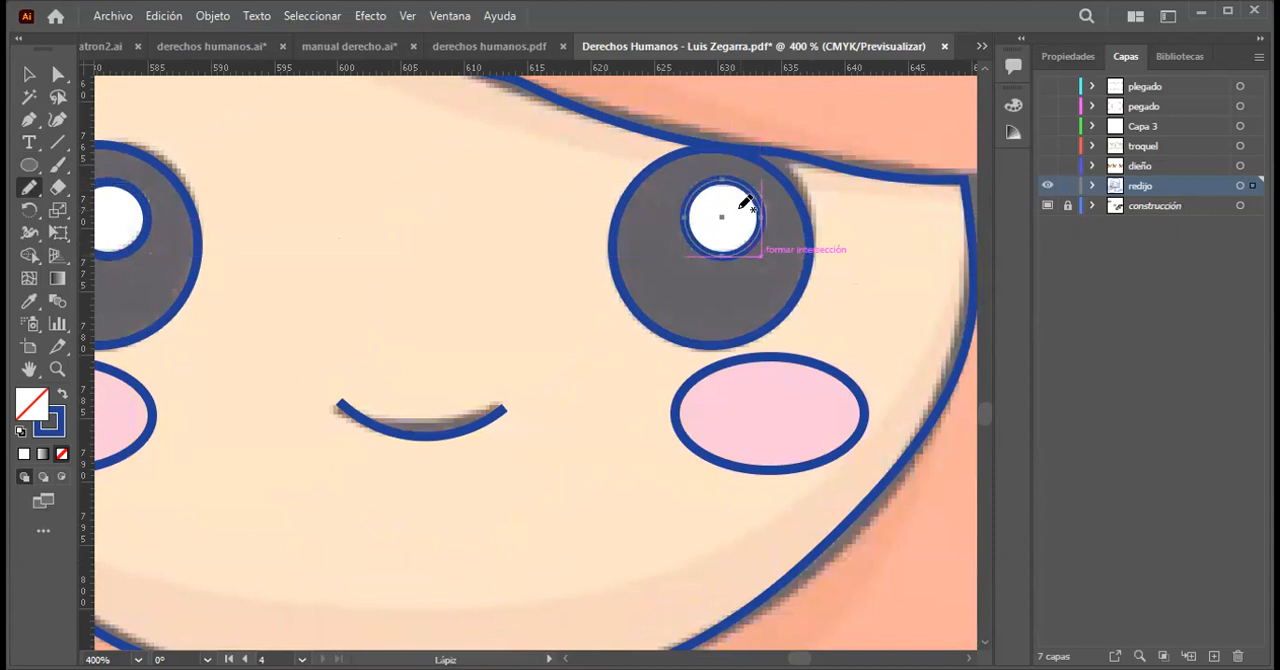 Ai Archivo Edición Objeto Texto Seleccionar Efecto Ver Ventana Ayuda
atron2.ai derechos humanos.ai* manual derecho.ai* derechos humanos.pdf Derechos Humanos - Luis Zegarra.pdf* @ 400 % (CMYK/Previsualizar)
Propiedades Capas Bibliotecas
585 590 595 600 605 610 615 620 625 630 635 640 645
plegado
pegado
Capa 3
troquel
dieño
redijo
construcción
formar intersección
400% 0° 4 Lápiz
7 capas